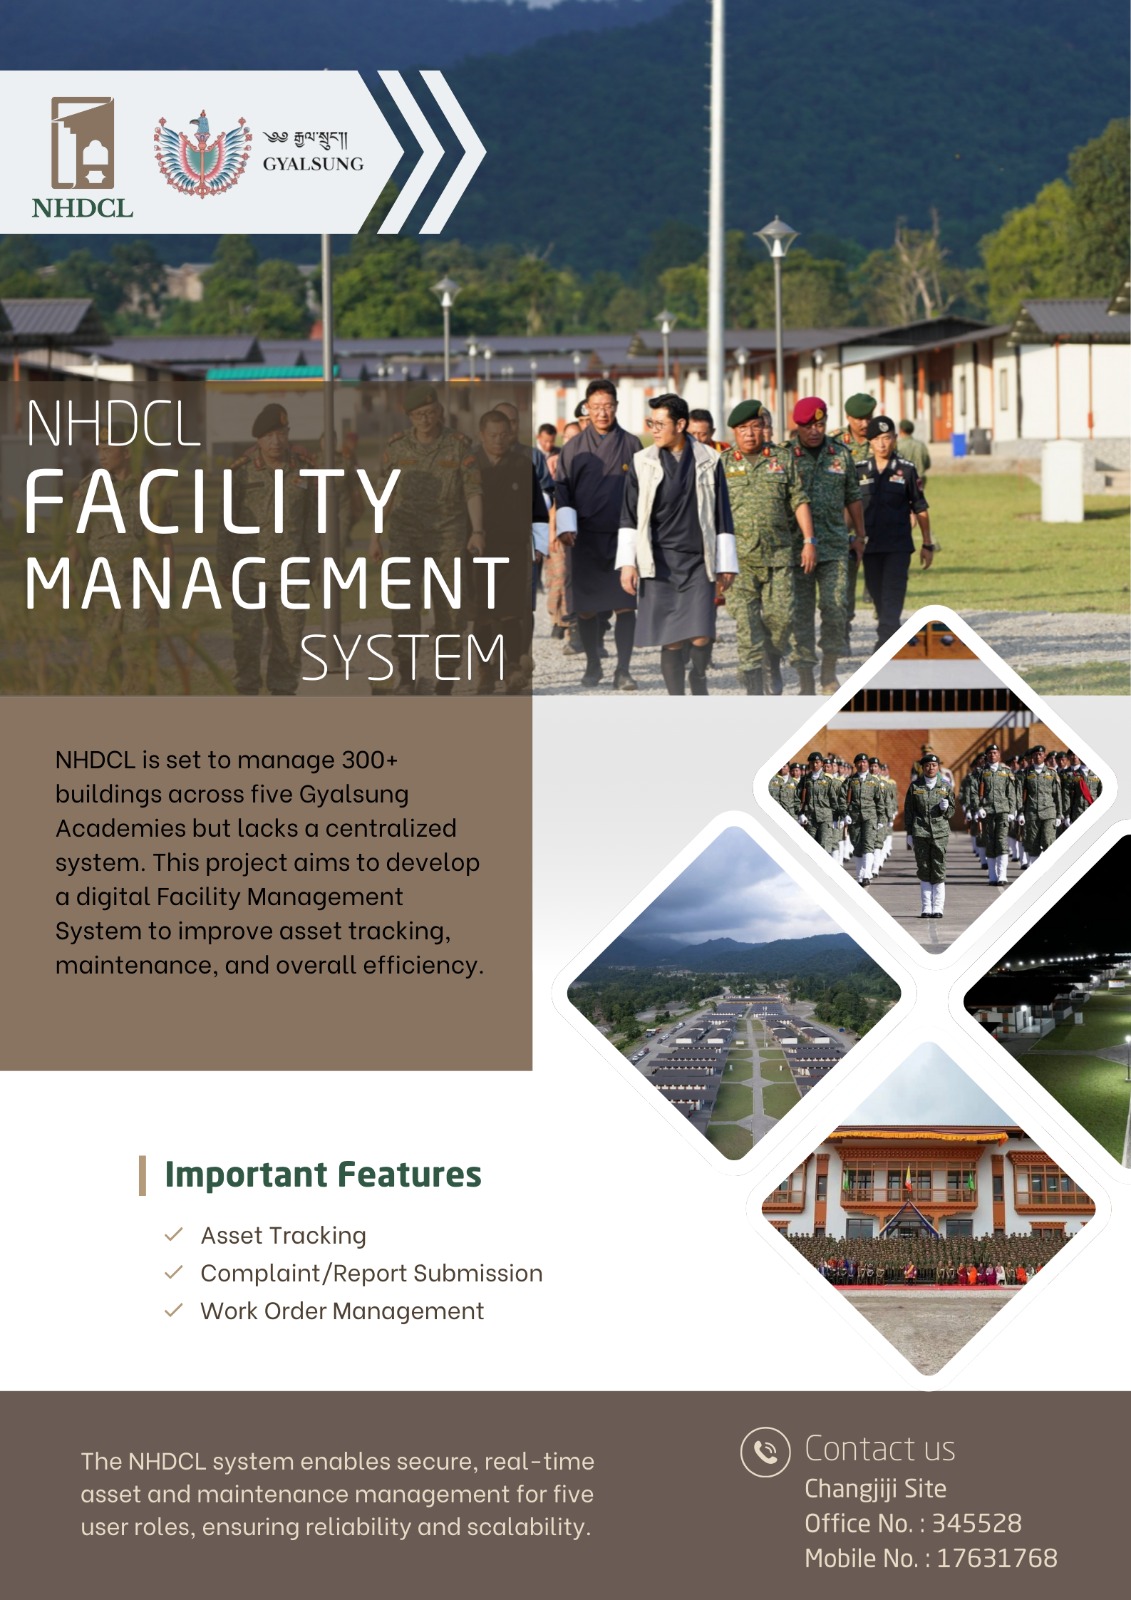 NHDCL
༄༅ རྒྱལ་སྲུང༎
GYALSUNG
NHDCL
FACILITY
MANAGEMENT
SYSTEM
NHDCL is set to manage 300+
buildings across five Gyalsung
Academies but lacks a centralized
system. This project aims to develop
a digital Facility Management
System to improve asset tracking,
maintenance, and overall efficiency.
Important Features
Asset Tracking
Complaint/Report Submission
Work Order Management
The NHDCL system enables secure, real-time
asset and maintenance management for five
user roles, ensuring reliability and scalability.
Contact us
Changjiji Site
Office No. : 345528
Mobile No. : 17631768